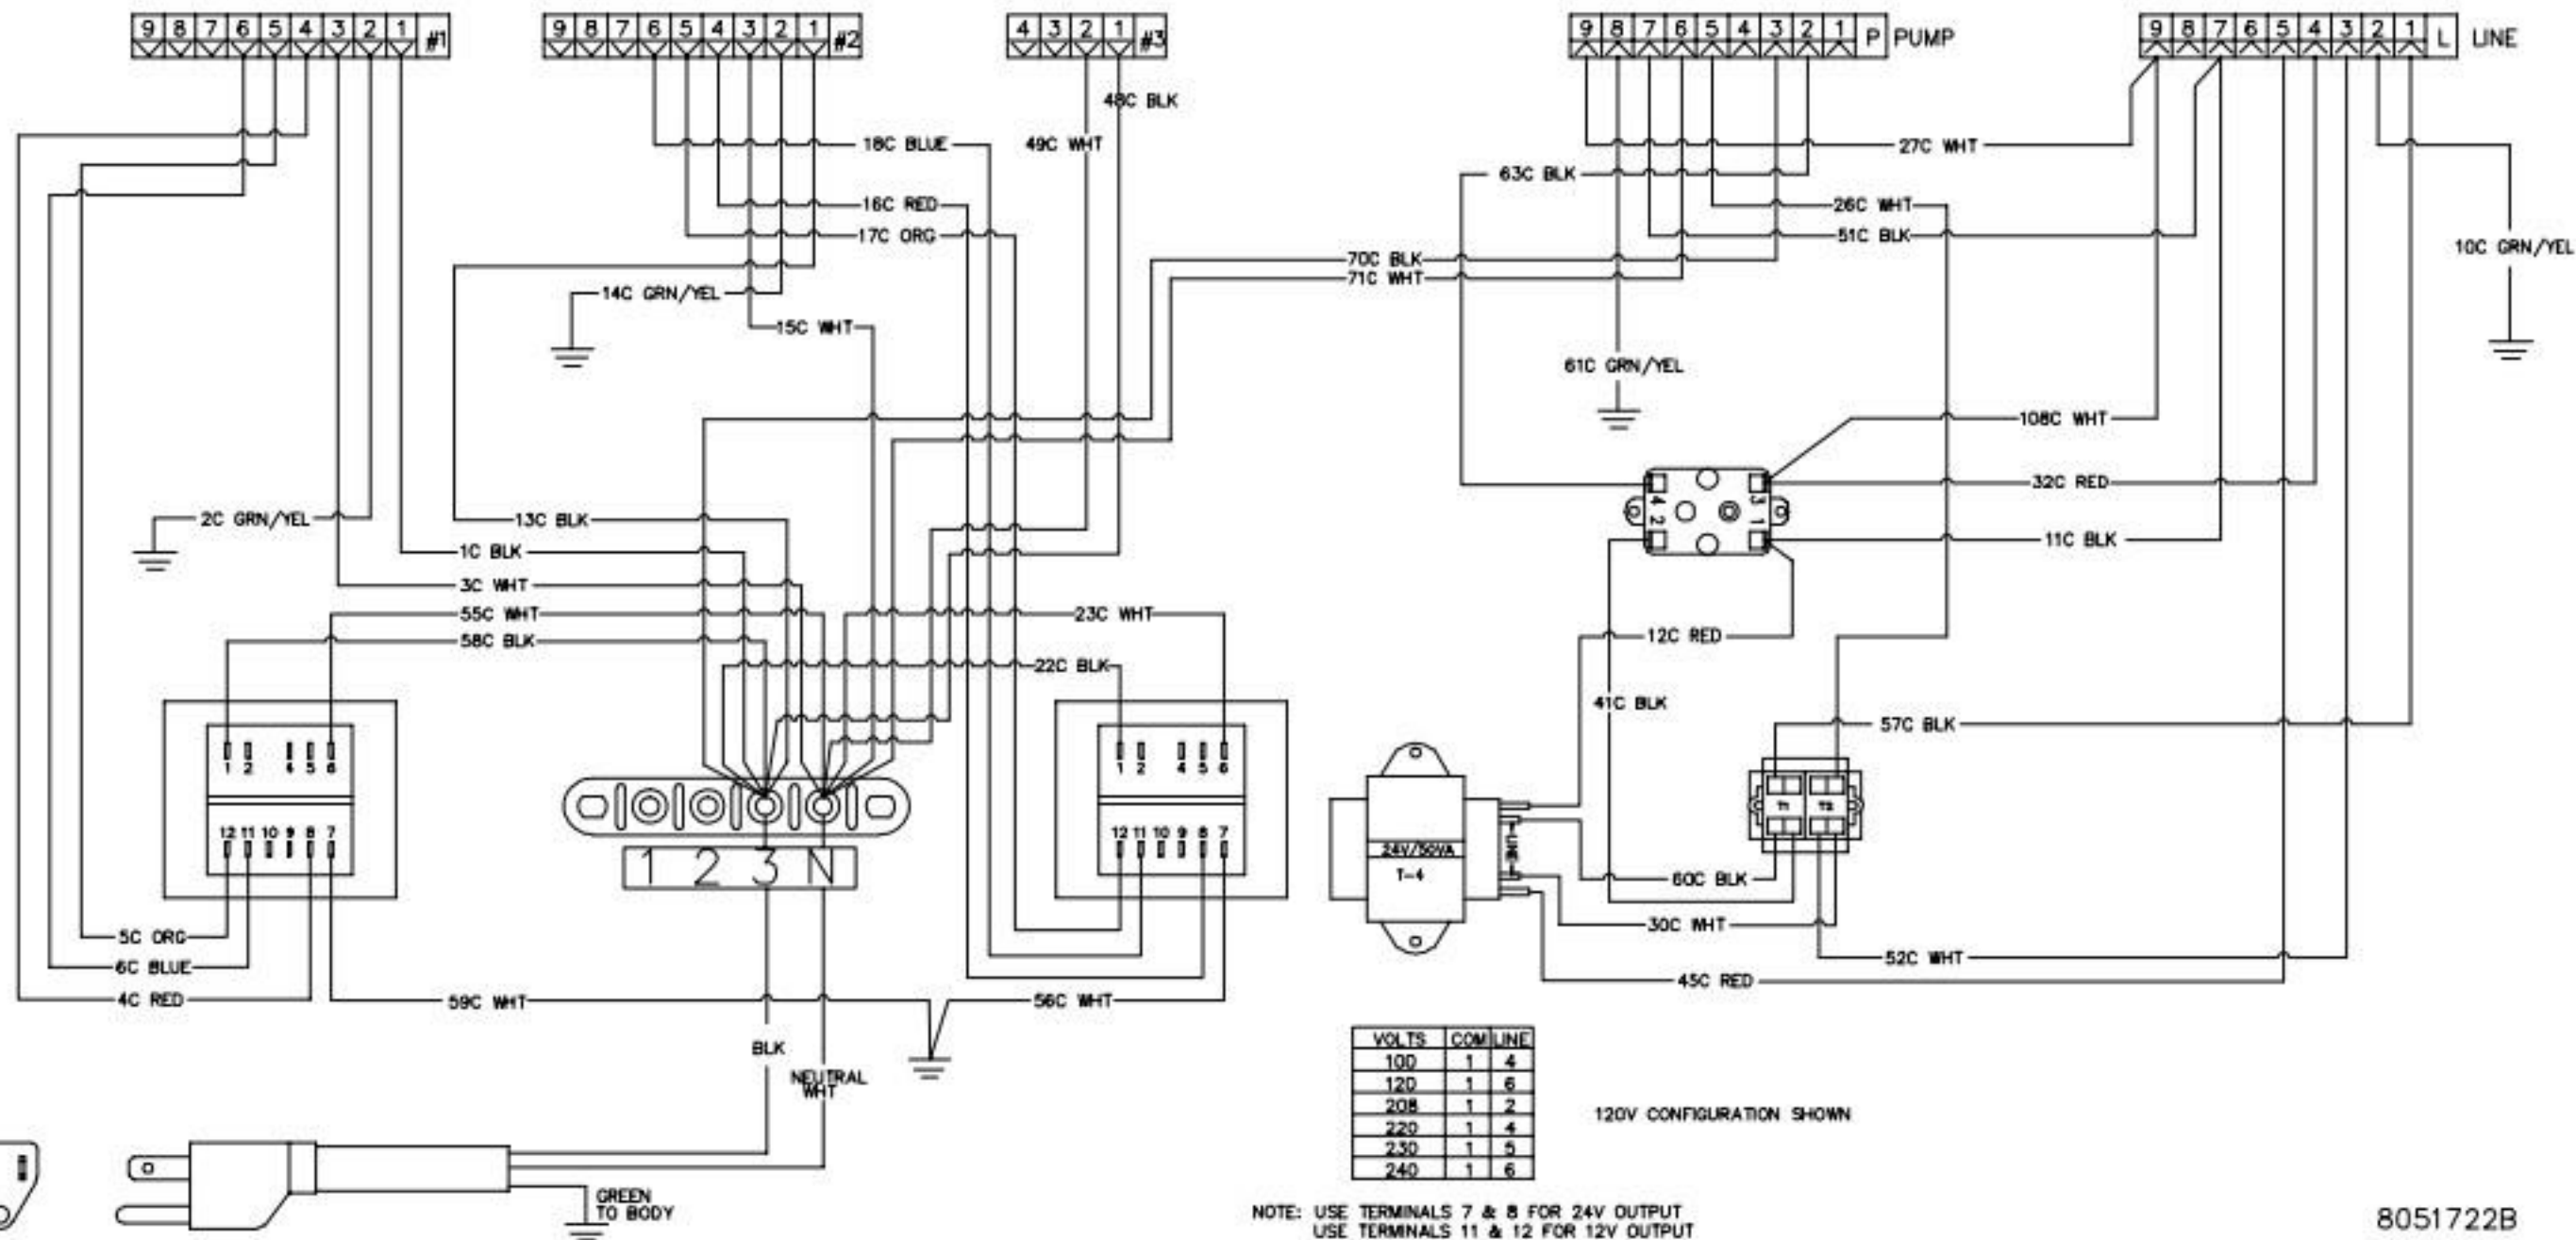 9 8 7 6 5 4 3 2 1 #1
9 8 7 6 5 4 3 2 1 #2
4 3 2 1 #3
9 8 7 6 5 4 3 2 1 P PUMP
9 8 7 6 5 4 3 2 1 L LINE
48C BLK
18C BLUE
49C WHT
27C WHT
63C BLK
16C RED
26C WHT
17C ORG
51C BLK
10C GRN/YEL
70C BLK
71C WHT
14C GRN/YEL
15C WHT
61C GRN/YEL
108C WHT
32C RED
4 3
2 1
2C GRN/YEL
13C BLK
11C BLK
1C BLK
3C WHT
55C WHT
23C WHT
58C BLK
12C RED
22C BLK
41C BLK
57C BLK
1 2 4 5 6
12 11 10 9 8 7
1 2 4 5 6
12 11 10 9 8 7
T1 T2
24V/50VA
T-4
LINE
1 2 3 N
60C BLK
30C WHT
5C ORG
6C BLUE
52C WHT
45C RED
4C RED
59C WHT
56C WHT
BLK
NEUTRAL
WHT
VOLTS COM LINE
100 1 4
120 1 6
208 1 2
220 1 4
230 1 5
240 1 6
120V CONFIGURATION SHOWN
GREEN
TO BODY
NOTE: USE TERMINALS 7 & 8 FOR 24V OUTPUT
USE TERMINALS 11 & 12 FOR 12V OUTPUT
8051722B